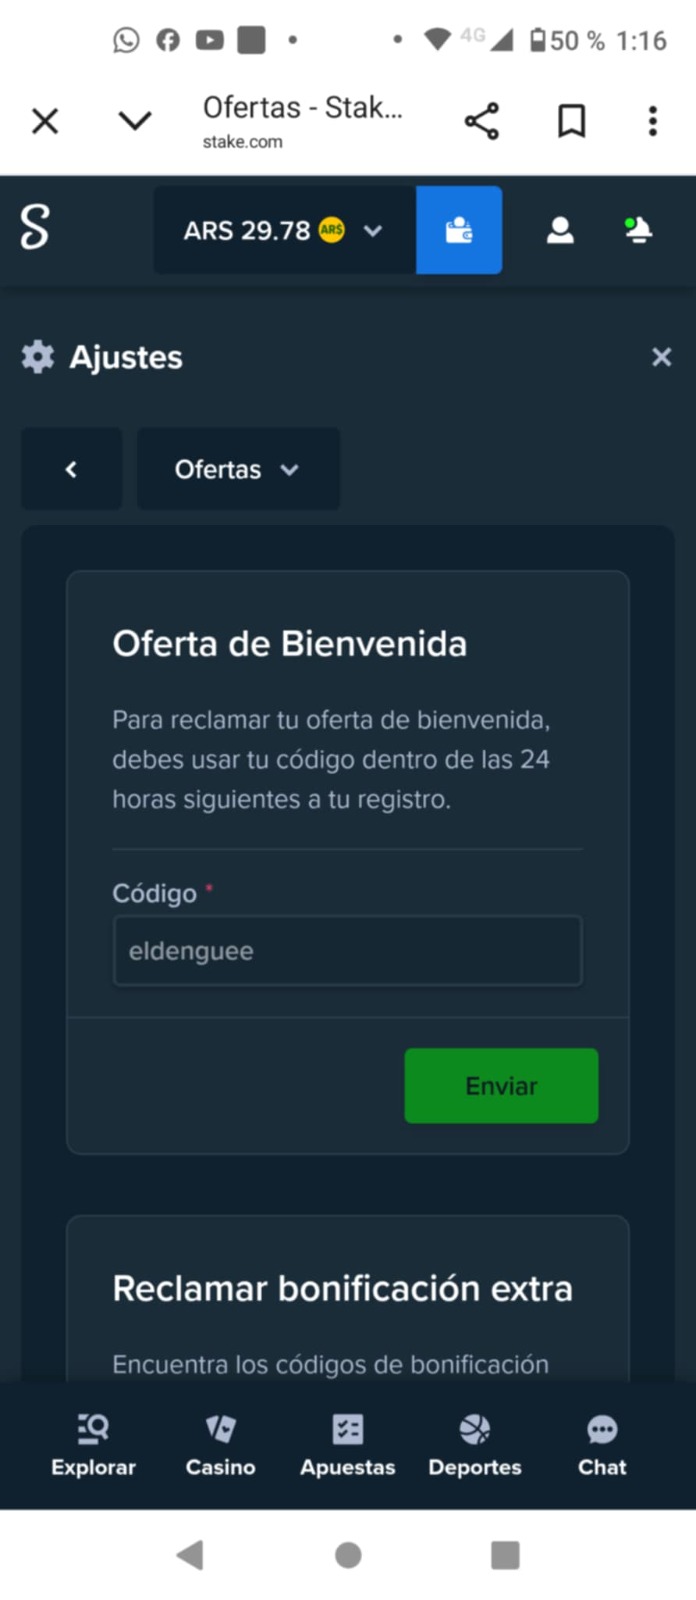 4G 50 % 1:16
Ofertas - Stak...
stake.com
S ARS 29.78 AR$
Ajustes
Ofertas
Oferta de Bienvenida
Para reclamar tu oferta de bienvenida,
debes usar tu código dentro de las 24
horas siguientes a tu registro.
Código *
eldenguee
Enviar
Reclamar bonificación extra
Encuentra los códigos de bonificación
Explorar Casino Apuestas Deportes Chat